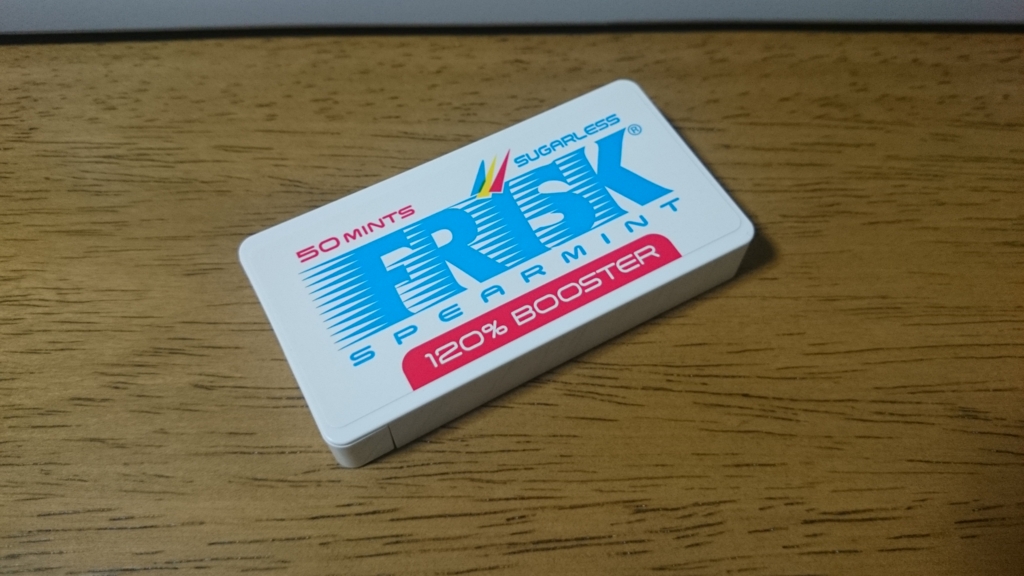 50 MINTS
SUGARLESS
FRISK®
SPEARMINT
120% BOOSTER